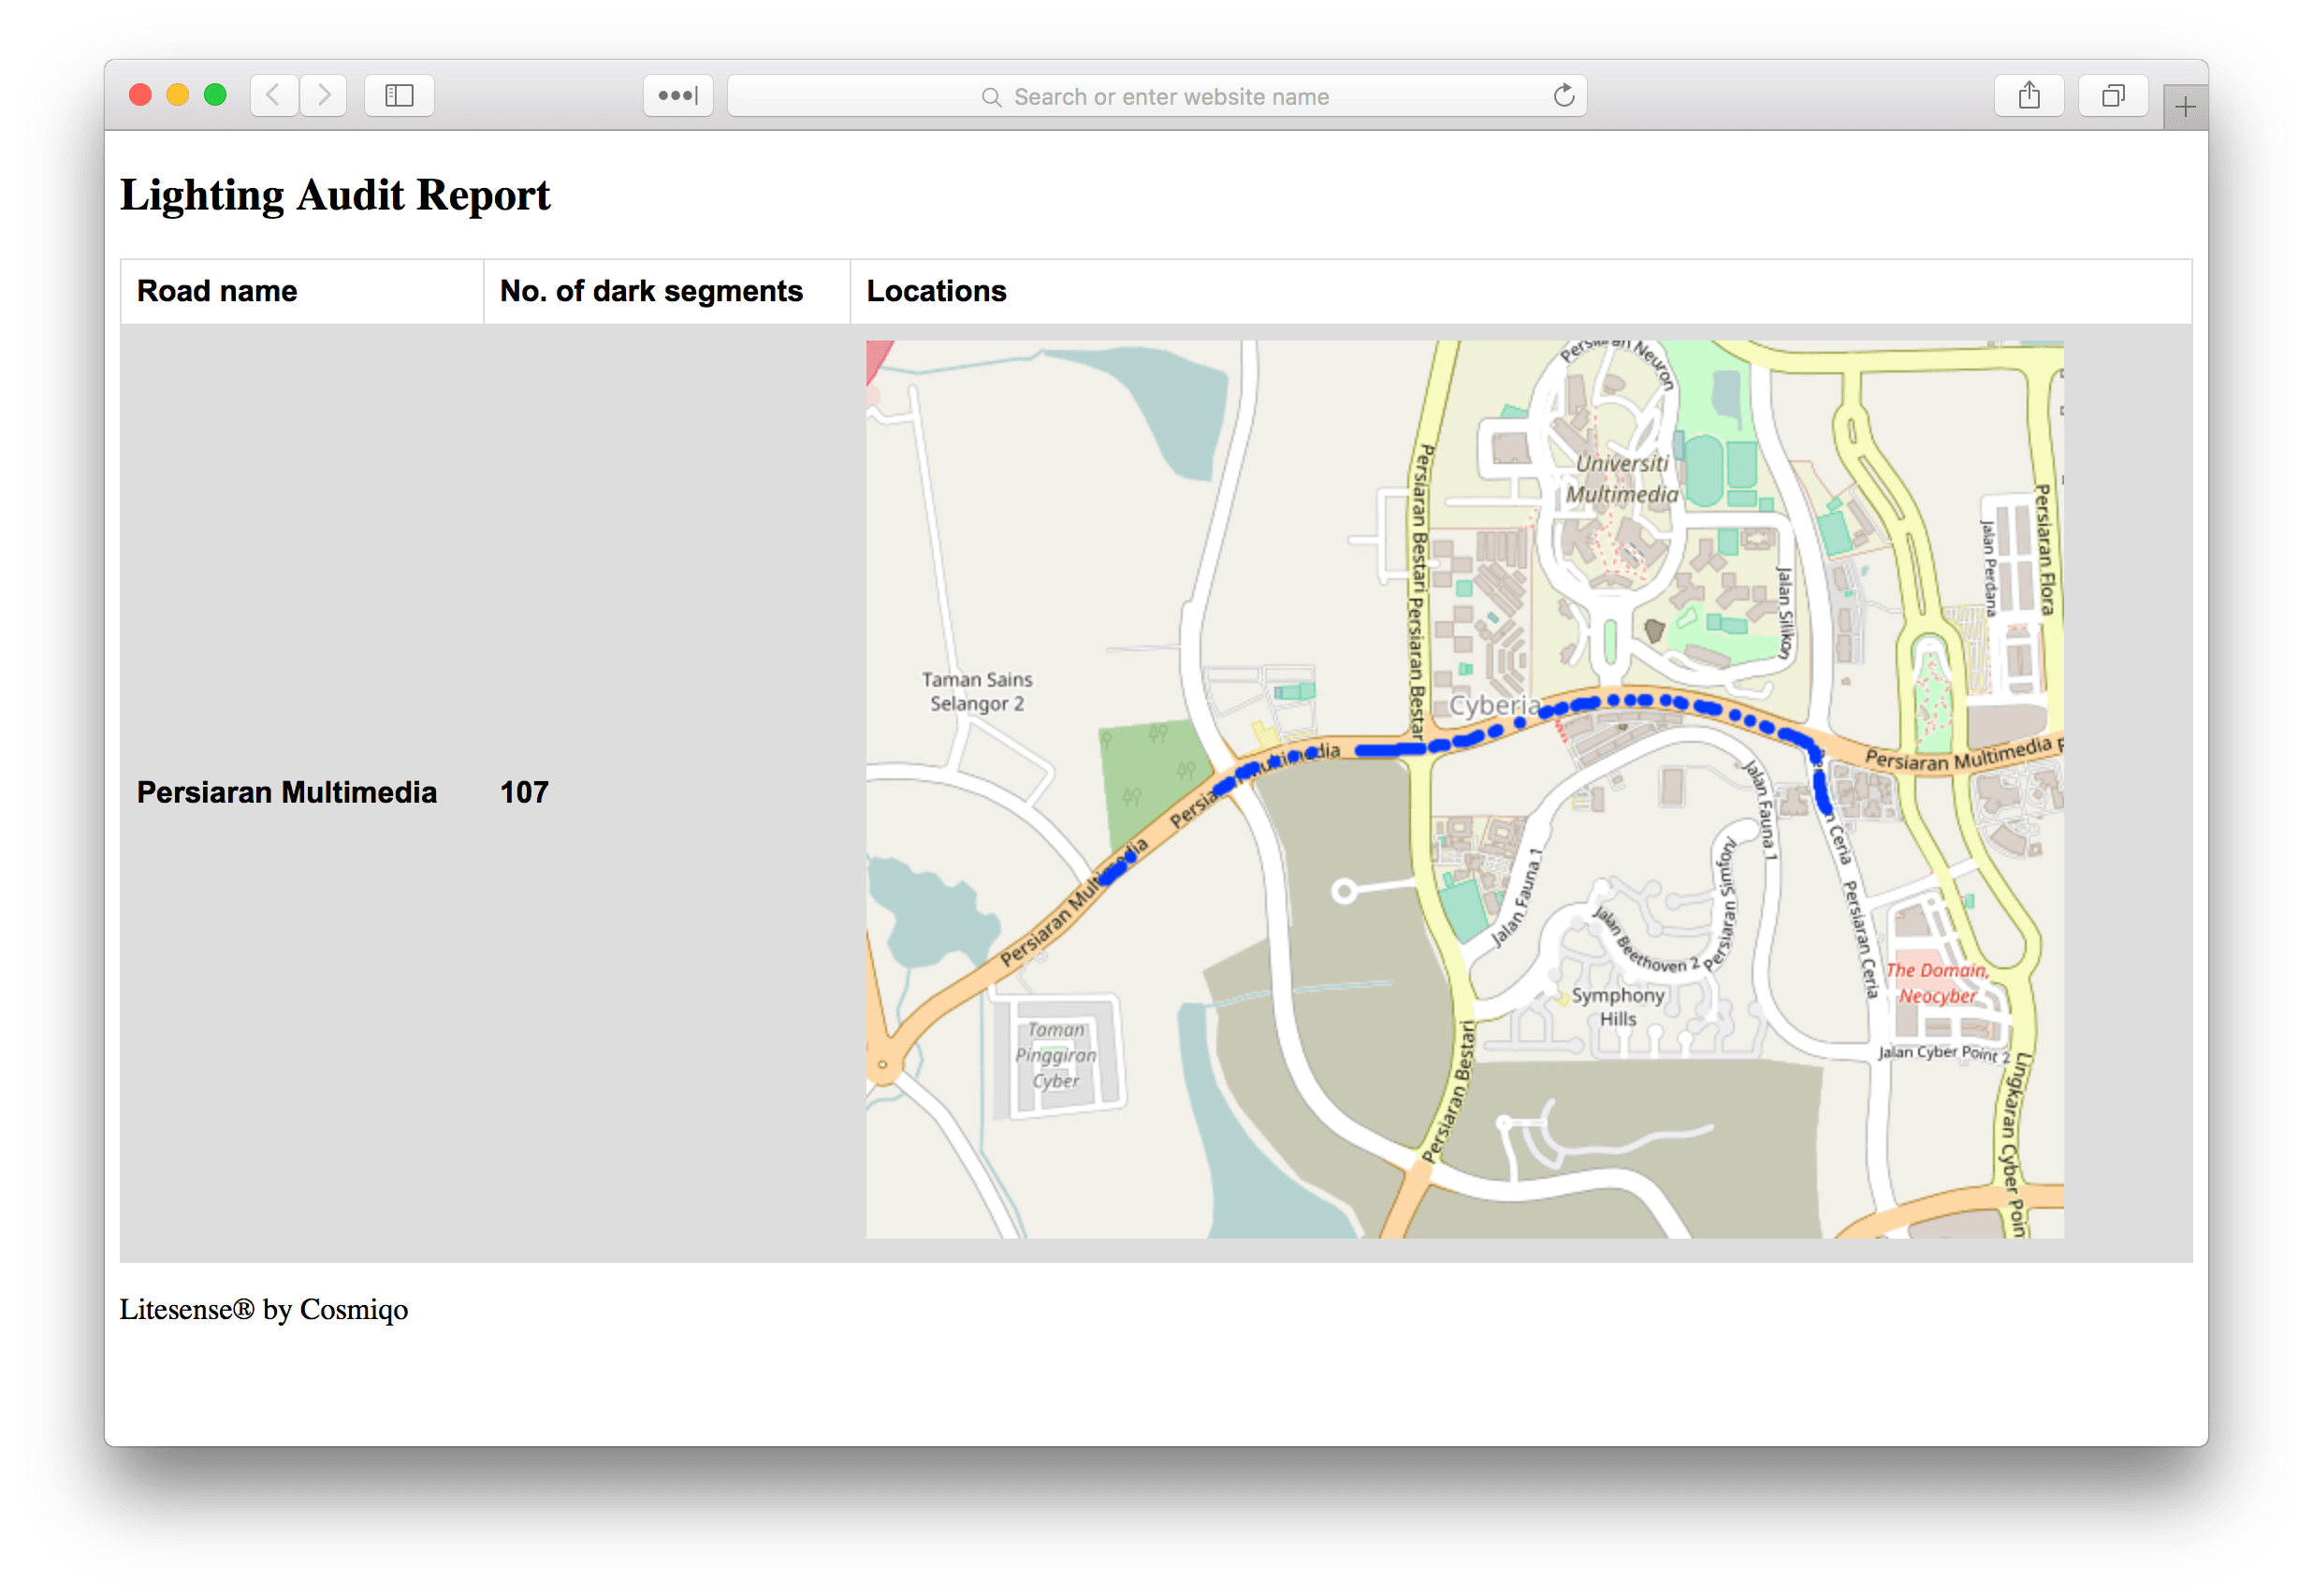 Search or enter website name
Lighting Audit Report
Road name
No. of dark segments
Locations
Persiaran Multimedia
107
Persiaran Neuron
Universiti
Multimedia
Persiaran Bestari
Persiaran Bestari
Jalan Silikon
Jalan Perdana
Persiaran Flora
Taman Sains
Selangor 2
Cyberia
Persiaran Multimedia
Persiaran Multimedia
Persiaran Multimedia
Jalan Fauna 1
Jalan Fauna 1
Persiaran Simfoni
Jalan Beethoven 2
Ceria
Persiaran Ceria
The Domain,
Neocyber
Symphony
Hills
Taman
Pinggiran
Cyber
Jalan Cyber Point 2
Persiaran Bestari
Lingkaran Cyber Poin
Litesense® by Cosmiqo